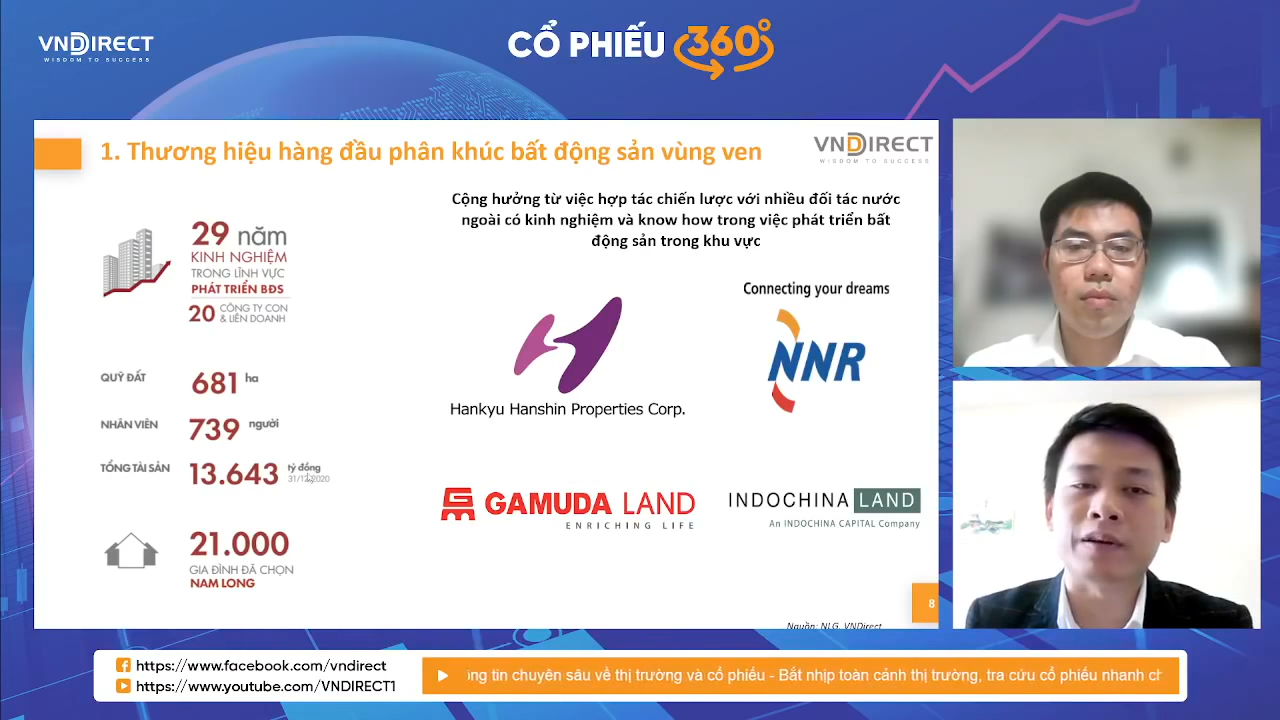 VNDIRECT
WISDOM TO SUCCESS
CỔ PHIẾU 360°
1. Thương hiệu hàng đầu phân khúc bất động sản vùng ven
VNDIRECT
WISDOM TO SUCCESS
29 năm
KINH NGHIỆM
TRONG LĨNH VỰC
PHÁT TRIỂN BĐS
20 CÔNG TY CON
& LIÊN DOANH
QUỸ ĐẤT 681 ha
NHÂN VIÊN 739 người
TỔNG TÀI SẢN 13.643 tỷ đồng
31/12/2020
21.000
GIA ĐÌNH ĐÃ CHỌN
NAM LONG
Cộng hưởng từ việc hợp tác chiến lược với nhiều đối tác nước
ngoài có kinh nghiệm và know how trong việc phát triển bất
động sản trong khu vực
Hankyu Hanshin Properties Corp.
Connecting your dreams
NNR
GAMUDA LAND
ENRICHING LIFE
INDOCHINA LAND
An INDOCHINA CAPITAL Company
8
Nguồn: NLG, VNDirect
https://www.facebook.com/vndirect
https://www.youtube.com/VNDIRECT1
ông tin chuyên sâu về thị trường và cổ phiếu - Bắt nhịp toàn cảnh thị trường, tra cứu cổ phiếu nhanh ch